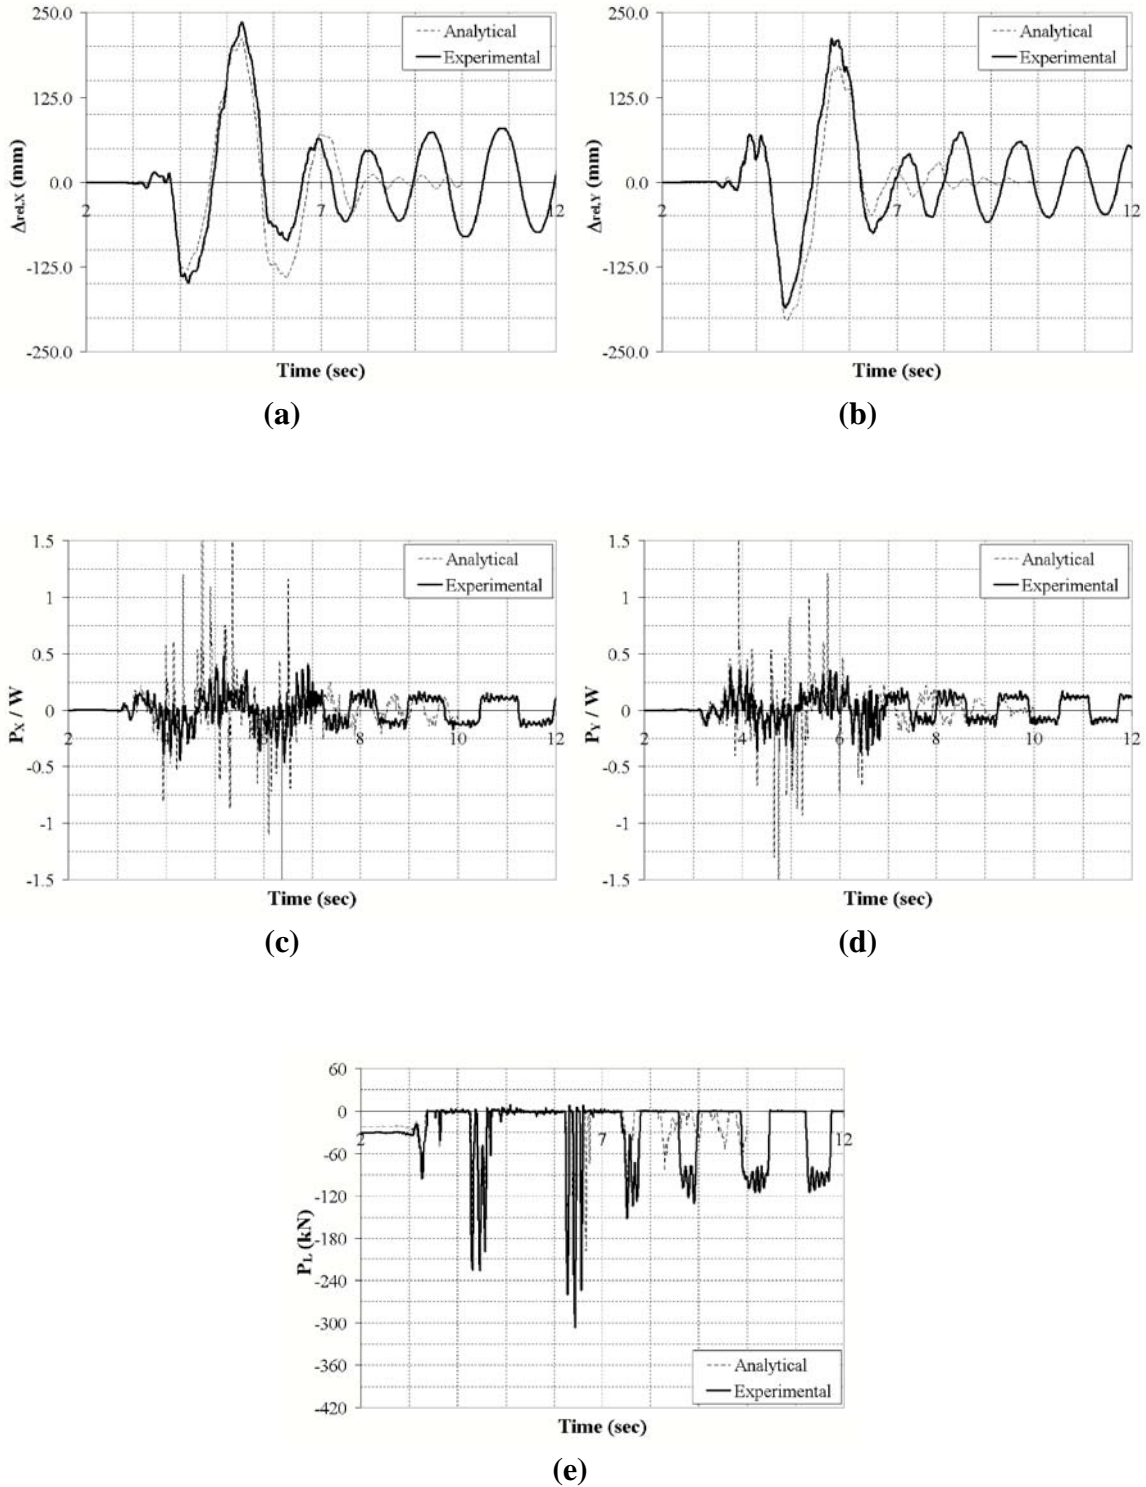 250.0
125.0
0.0
-125.0
-250.0
Δrel,X (mm)
2
7
12
Time (sec)
Analytical
Experimental
(a)
250.0
125.0
0.0
-125.0
-250.0
Δrel,Y (mm)
2
7
12
Time (sec)
Analytical
Experimental
(b)
1.5
1
0.5
0
-0.5
-1
-1.5
PX / W
2
8
10
12
Time (sec)
Analytical
Experimental
(c)
1.5
1
0.5
0
-0.5
-1
-1.5
PY / W
2
4
6
8
10
12
Time (sec)
Analytical
Experimental
(d)
60
0
-60
-120
-180
-240
-300
-360
-420
PL (kN)
2
7
12
Time (sec)
Analytical
Experimental
(e)